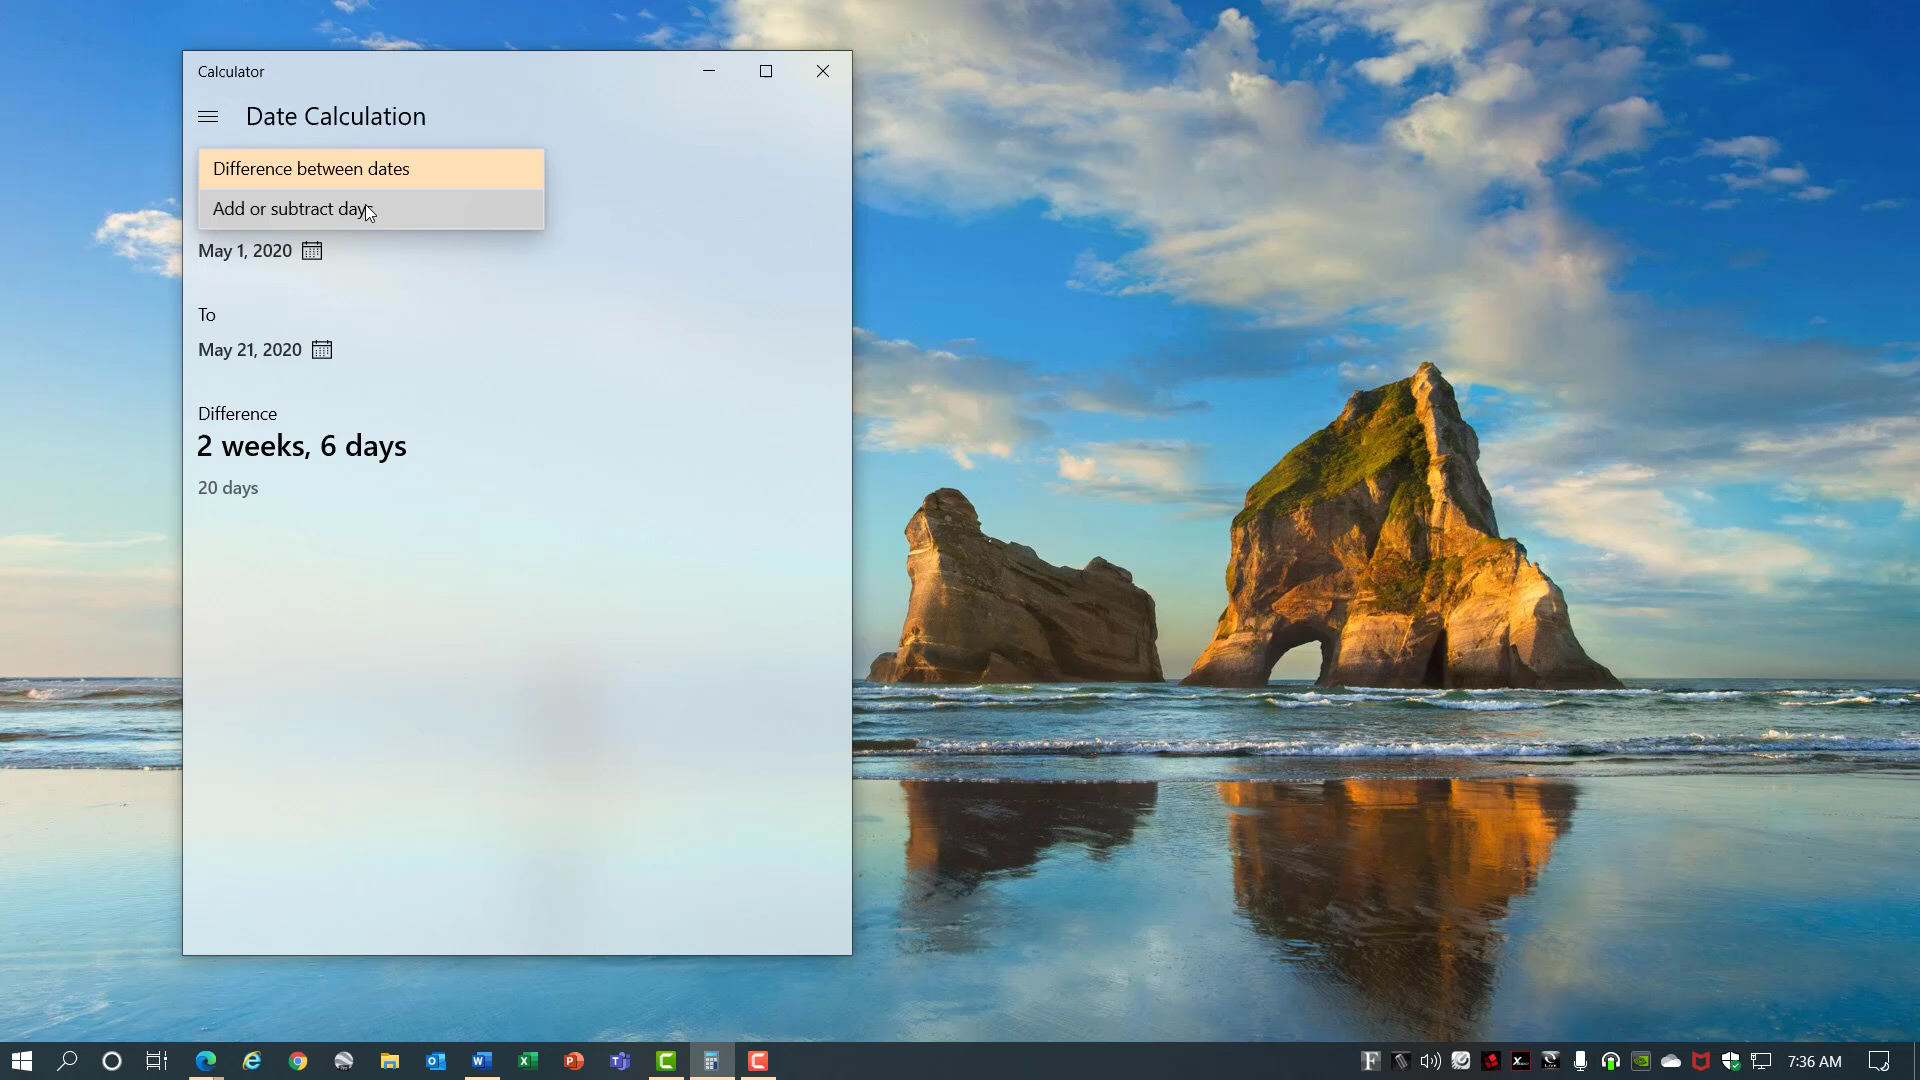 Calculator
Date Calculation
Difference between dates
Add or subtract days
May 1, 2020
To
May 21, 2020
Difference
2 weeks, 6 days
20 days
7:36 AM